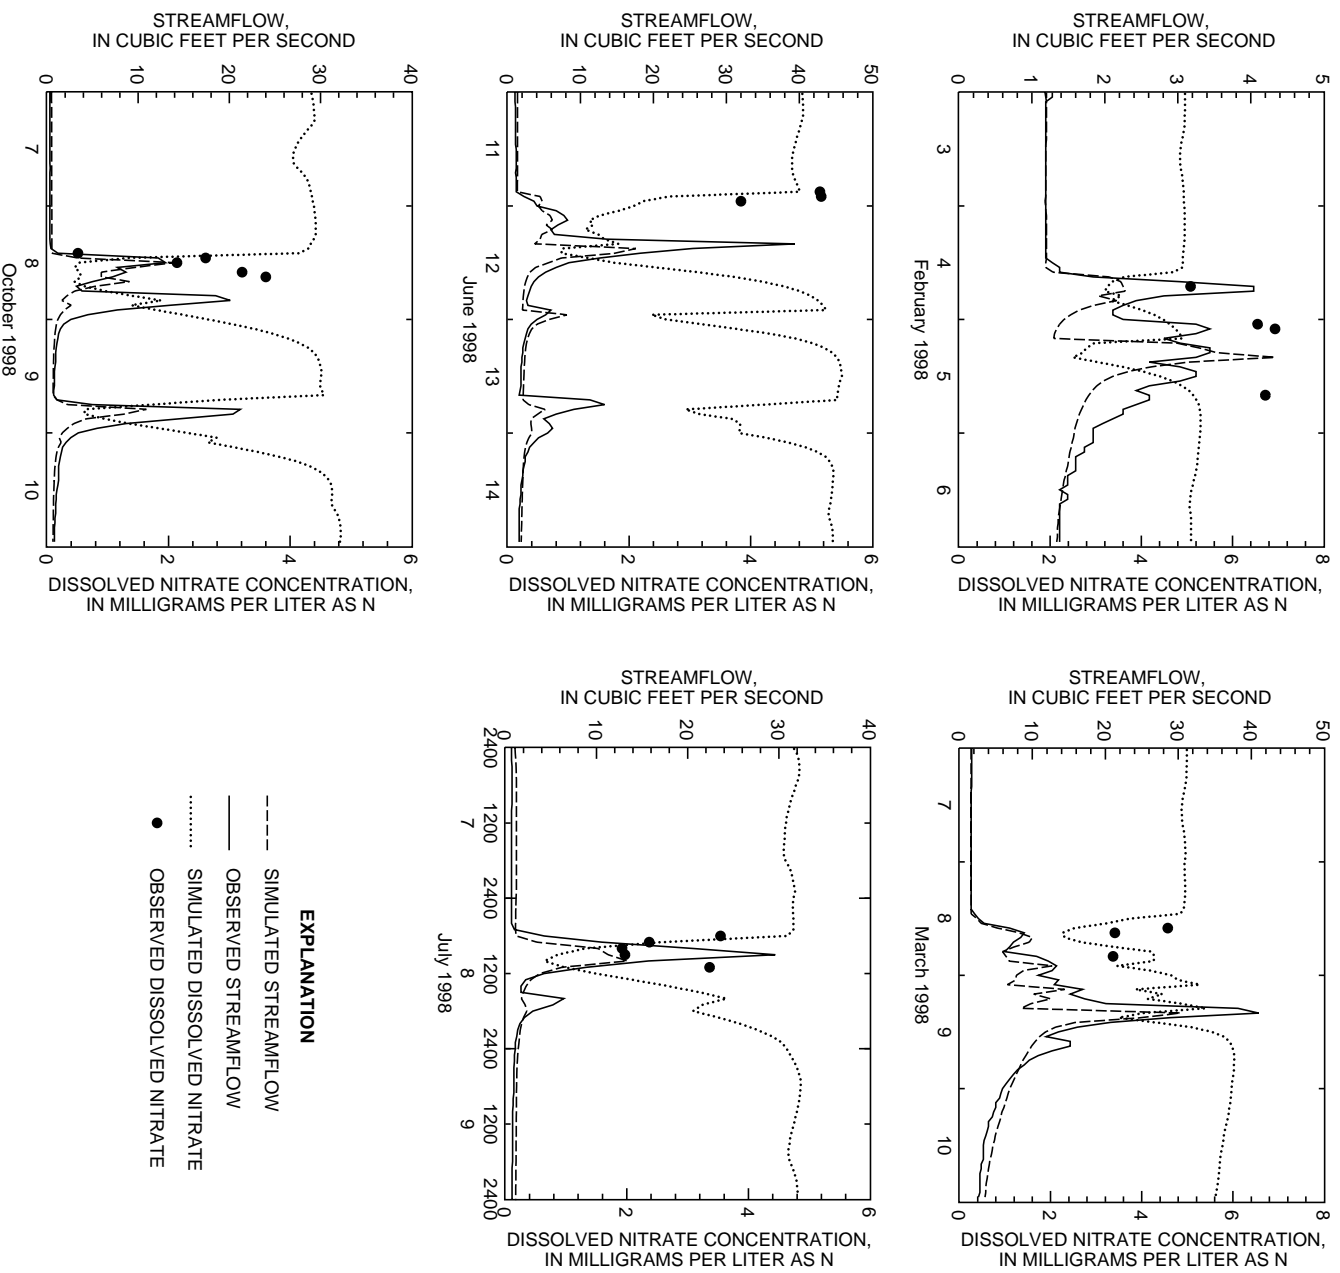 STREAMFLOW,
IN CUBIC FEET PER SECOND
0 1 2 3 4 5
3 4 5 6
February 1998
0 2 4 6 8
DISSOLVED NITRATE CONCENTRATION,
IN MILLIGRAMS PER LITER AS N
STREAMFLOW,
IN CUBIC FEET PER SECOND
0 10 20 30 40 50
7 8 9 10
March 1998
0 2 4 6 8
DISSOLVED NITRATE CONCENTRATION,
IN MILLIGRAMS PER LITER AS N
STREAMFLOW,
IN CUBIC FEET PER SECOND
0 10 20 30 40 50
11 12 13 14
June 1998
0 2 4 6
DISSOLVED NITRATE CONCENTRATION,
IN MILLIGRAMS PER LITER AS N
STREAMFLOW,
IN CUBIC FEET PER SECOND
0 10 20 30 40
2400 1200 2400 1200 2400 1200 2400
7 8 9
July 1998
0 2 4 6
DISSOLVED NITRATE CONCENTRATION,
IN MILLIGRAMS PER LITER AS N
STREAMFLOW,
IN CUBIC FEET PER SECOND
0 10 20 30 40
7 8 9 10
October 1998
0 2 4 6
DISSOLVED NITRATE CONCENTRATION,
IN MILLIGRAMS PER LITER AS N
EXPLANATION
SIMULATED STREAMFLOW
OBSERVED STREAMFLOW
SIMULATED DISSOLVED NITRATE
OBSERVED DISSOLVED NITRATE